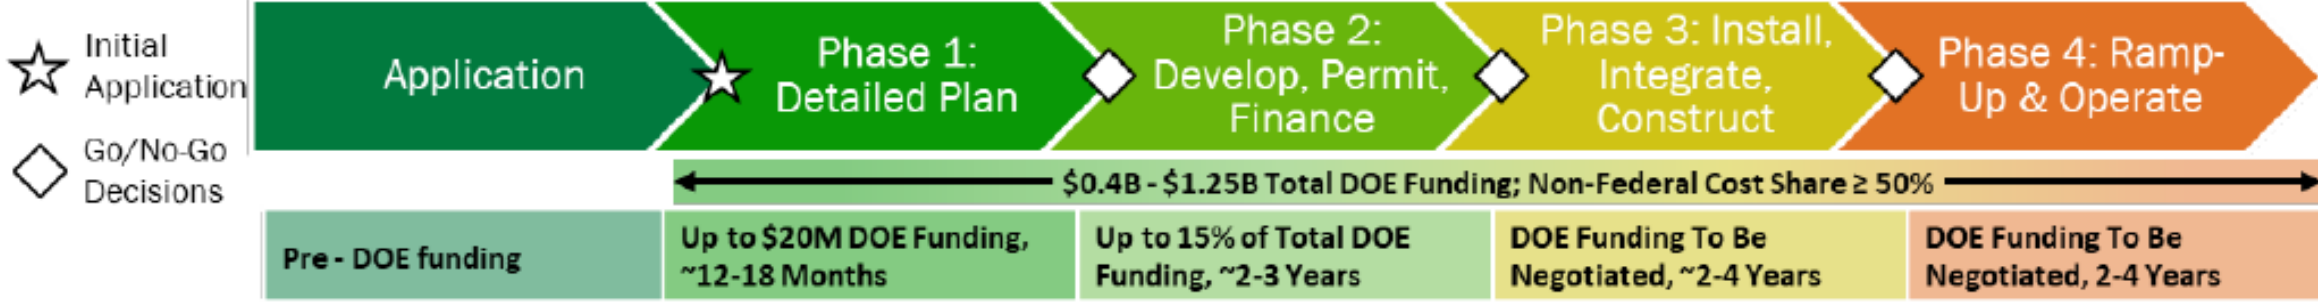 Initial
Application
Go/No-Go
Decisions
Application
Phase 1:
Detailed Plan
Phase 2:
Develop, Permit,
Finance
Phase 3: Install,
Integrate,
Construct
Phase 4: Ramp-
Up & Operate
$0.4B - $1.25B Total DOE Funding; Non-Federal Cost Share ≥ 50%
Pre - DOE funding
Up to $20M DOE Funding,
~12-18 Months
Up to 15% of Total DOE
Funding, ~2-3 Years
DOE Funding To Be
Negotiated, ~2-4 Years
DOE Funding To Be
Negotiated, 2-4 Years